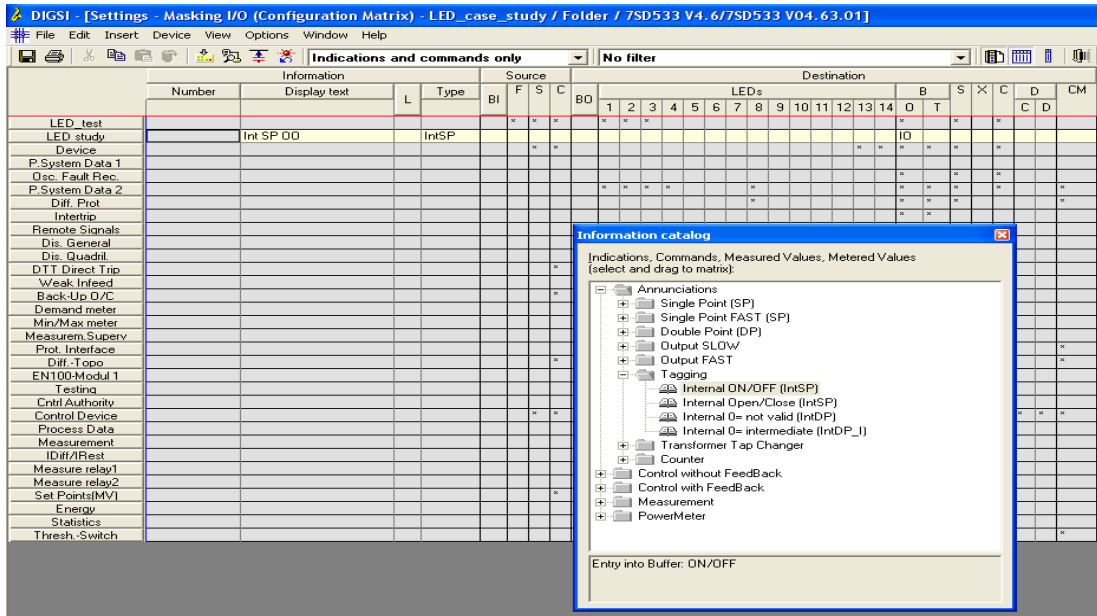 DIGSI - [Settings - Masking I/O (Configuration Matrix) - LED_case_study / Folder / 7SD533 V4.6/7SD533 V04.63.01]
File Edit Insert Device View Options Window Help
Indications and commands only No filter
Information Source Destination
Number Display text L Type BI F S C BO LEDs B S X C D CM
1 2 3 4 5 6 7 8 9 10 11 12 13 14 O T C D
LED_test * * * * * * * * *
LED study Int SP OO IntSP IO
Device * * * * * * * *
P.System Data 1
Osc. Fault Rec. * * *
P.System Data 2 * * * * * * * * * *
Diff. Prot * * * *
Intertrip * *
Remote Signals
Dis. General
Dis. Quadril.
DTT Direct Trip *
Weak Infeed
Back-Up O/C *
Demand meter
Min/Max meter
Measurem.Superv
Prot. Interface *
Diff.-Topo * *
EN100-Modul 1
Testing
Cntrl Authority
Control Device * * * * *
Process Data
Measurement
IDiff/IRest
Measure relay1
Measure relay2
Set Points(MV) *
Energy
Statistics
Thresh.-Switch *
Information catalog
Indications, Commands, Measured Values, Metered Values
(select and drag to matrix):
Annunciations
Single Point (SP)
Single Point FAST (SP)
Double Point (DP)
Output SLOW
Output FAST
Tagging
Internal ON/OFF (IntSP)
Internal Open/Close (IntSP)
Internal 0= not valid (IntDP)
Internal 0= intermediate (IntDP_I)
Transformer Tap Changer
Counter
Control without FeedBack
Control with FeedBack
Measurement
PowerMeter
Entry into Buffer: ON/OFF